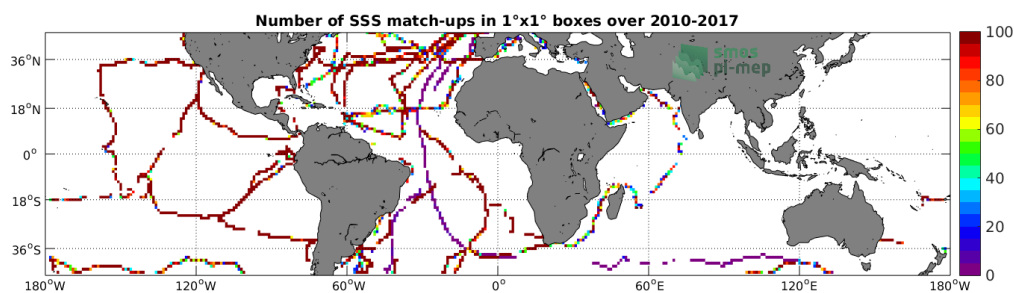 Number of SSS match-ups in 1°x1° boxes over 2010-2017
36°N
18°N
0°
18°S
36°S
180°W
120°W
60°W
0°
60°E
120°E
180°W
100
80
60
40
20
0
smos
pi-mep